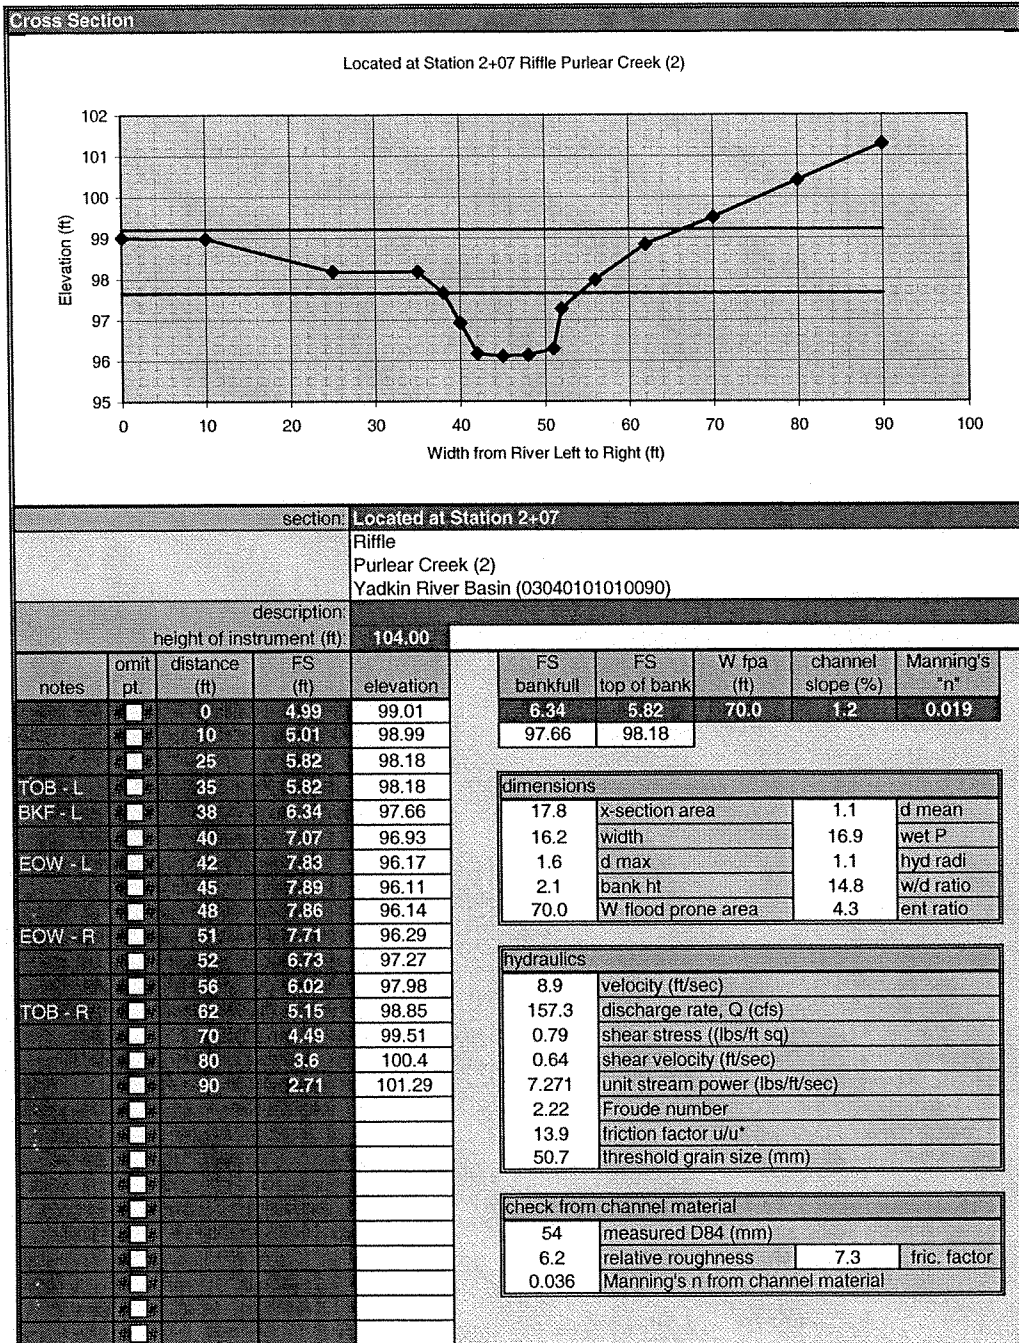 Cross Section
Located at Station 2+07 Riffle Purlear Creek (2)
102
101
100
99
98
97
96
95
Elevation (ft)
0 10 20 30 40 50 60 70 80 90 100
Width from River Left to Right (ft)
section: Located at Station 2+07
Riffle
Purlear Creek (2)
Yadkin River Basin (03040101010090)
description:
height of instrument (ft): 104.00
omit distance FS
notes pt. (ft) (ft) elevation
0 4.99 99.01
10 5.01 98.99
25 5.82 98.18
TOB - L 35 5.82 98.18
BKF - L 38 6.34 97.66
40 7.07 96.93
EOW - L 42 7.83 96.17
45 7.89 96.11
48 7.86 96.14
EOW - R 51 7.71 96.29
52 6.73 97.27
56 6.02 97.98
TOB - R 62 5.15 98.85
70 4.49 99.51
80 3.6 100.4
90 2.71 101.29
FS FS W fpa channel Manning's
bankfull top of bank (ft) slope (%) "n"
6.34 5.82 70.0 1.2 0.019
97.66 98.18
dimensions
17.8 x-section area 1.1 d mean
16.2 width 16.9 wet P
1.6 d max 1.1 hyd radi
2.1 bank ht 14.8 w/d ratio
70.0 W flood prone area 4.3 ent ratio
hydraulics
8.9 velocity (ft/sec)
157.3 discharge rate, Q (cfs)
0.79 shear stress ((lbs/ft sq)
0.64 shear velocity (ft/sec)
7.271 unit stream power (lbs/ft/sec)
2.22 Froude number
13.9 friction factor u/u*
50.7 threshold grain size (mm)
check from channel material
54 measured D84 (mm)
6.2 relative roughness 7.3 fric. factor
0.036 Manning's n from channel material